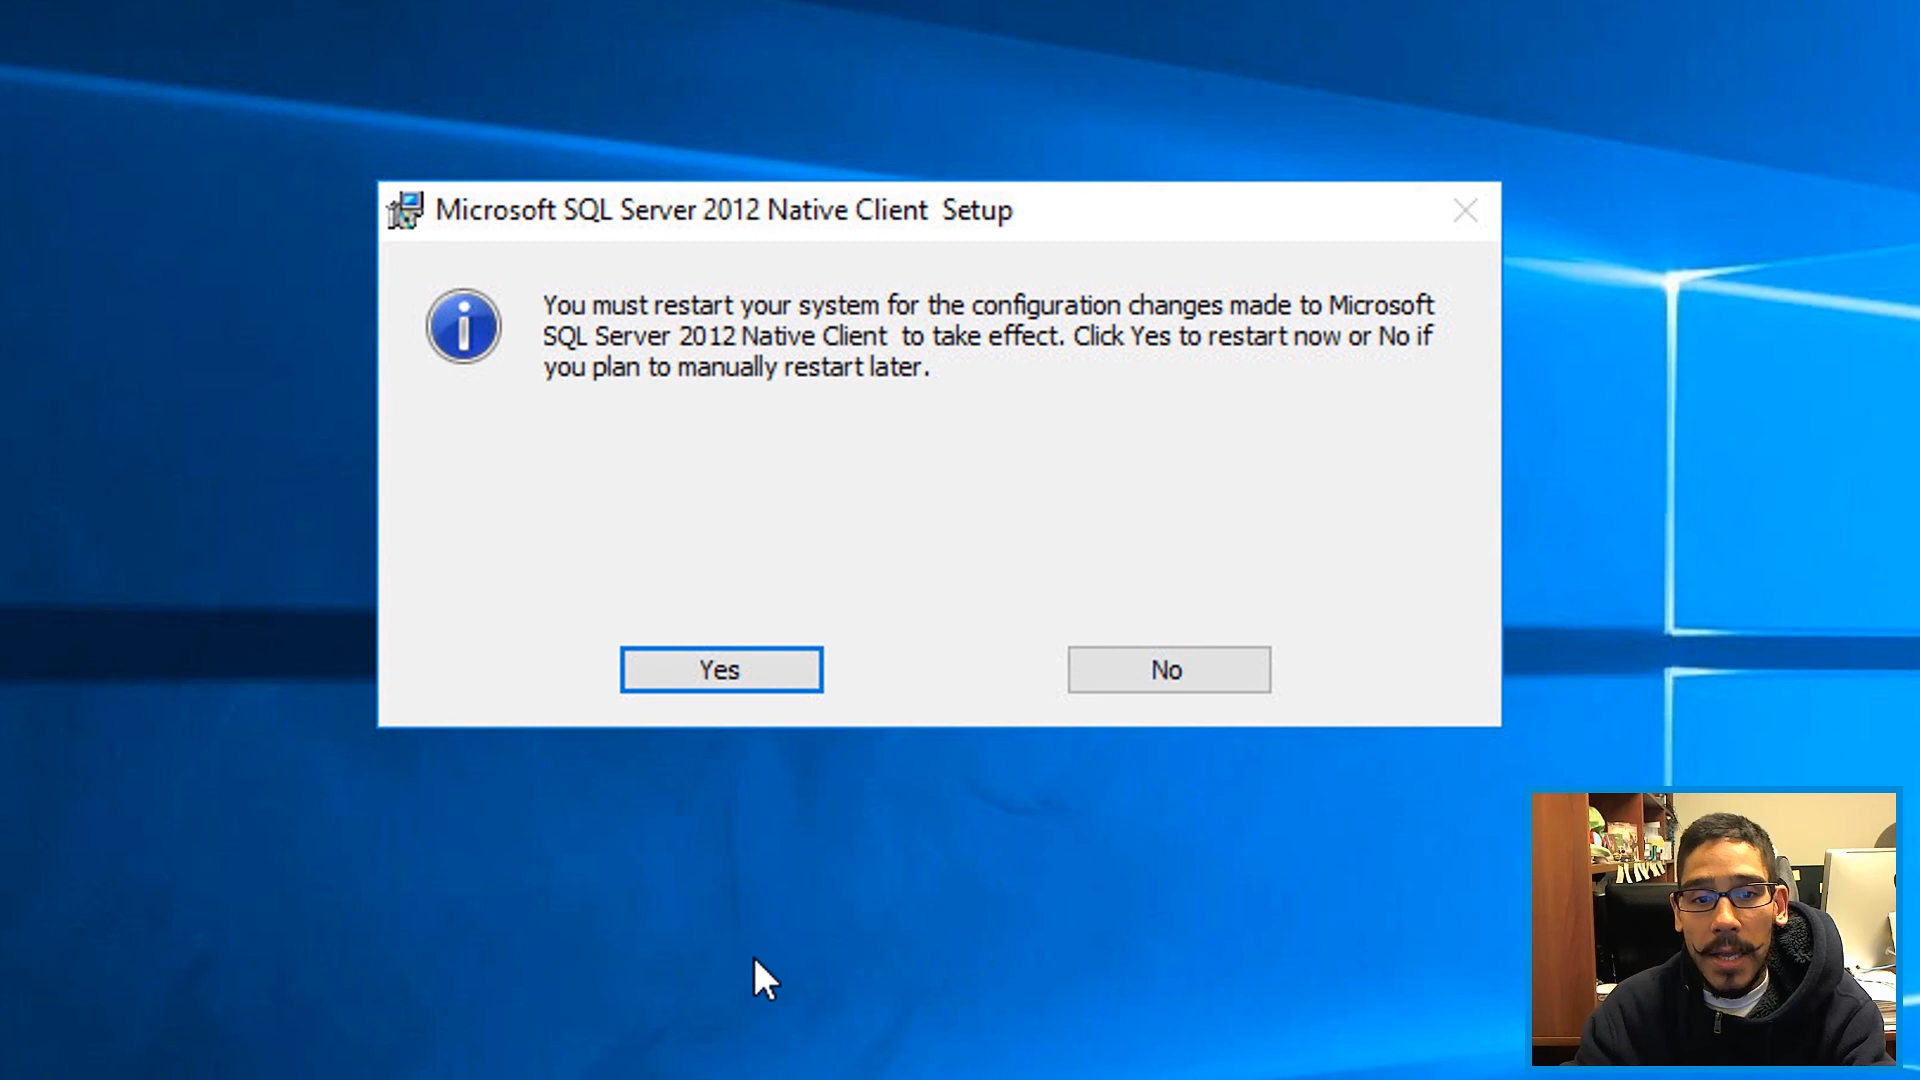 Microsoft SQL Server 2012 Native Client  Setup
You must restart your system for the configuration changes made to Microsoft
SQL Server 2012 Native Client  to take effect. Click Yes to restart now or No if
you plan to manually restart later.
Yes
No